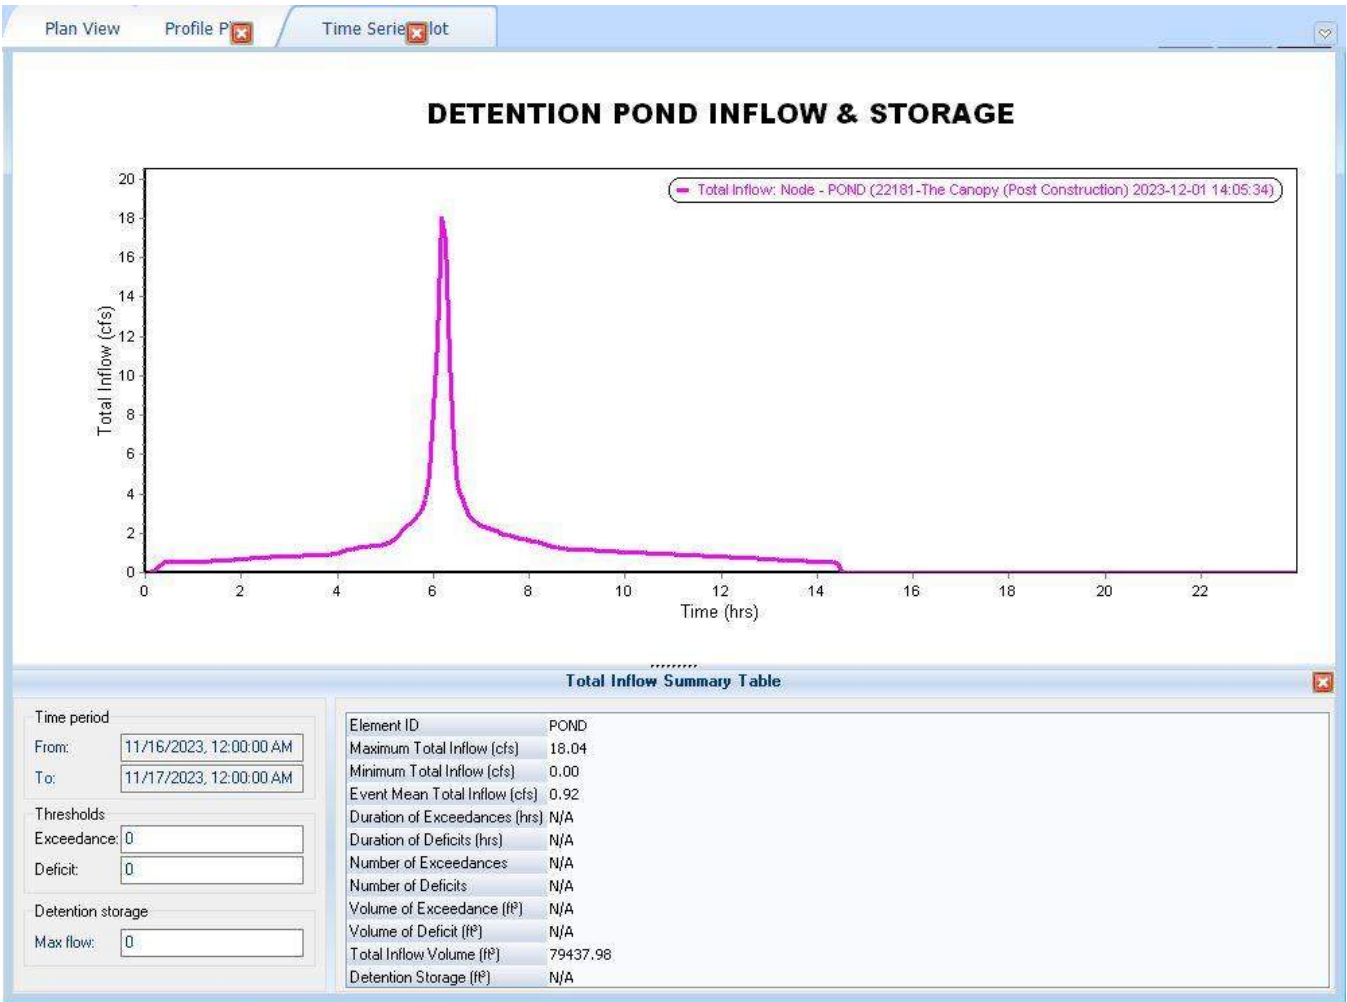 Plan View
Profile P
Time Serie
lot
DETENTION POND INFLOW & STORAGE
Total Inflow: Node - POND (22181-The Canopy (Post Construction) 2023-12-01 14:05:34)
20
18
16
14
12
10
8
6
4
2
0
Total Inflow (cfs)
0 2 4 6 8 10 12 14 16 18 20 22
Time (hrs)
Total Inflow Summary Table
Time period
From: 11/16/2023, 12:00:00 AM
To: 11/17/2023, 12:00:00 AM
Thresholds
Exceedance: 0
Deficit: 0
Detention storage
Max flow: 0
Element ID POND
Maximum Total Inflow (cfs) 18.04
Minimum Total Inflow (cfs) 0.00
Event Mean Total Inflow (cfs) 0.92
Duration of Exceedances (hrs) N/A
Duration of Deficits (hrs) N/A
Number of Exceedances N/A
Number of Deficits N/A
Volume of Exceedance (ft³) N/A
Volume of Deficit (ft³) N/A
Total Inflow Volume (ft³) 79437.98
Detention Storage (ft³) N/A